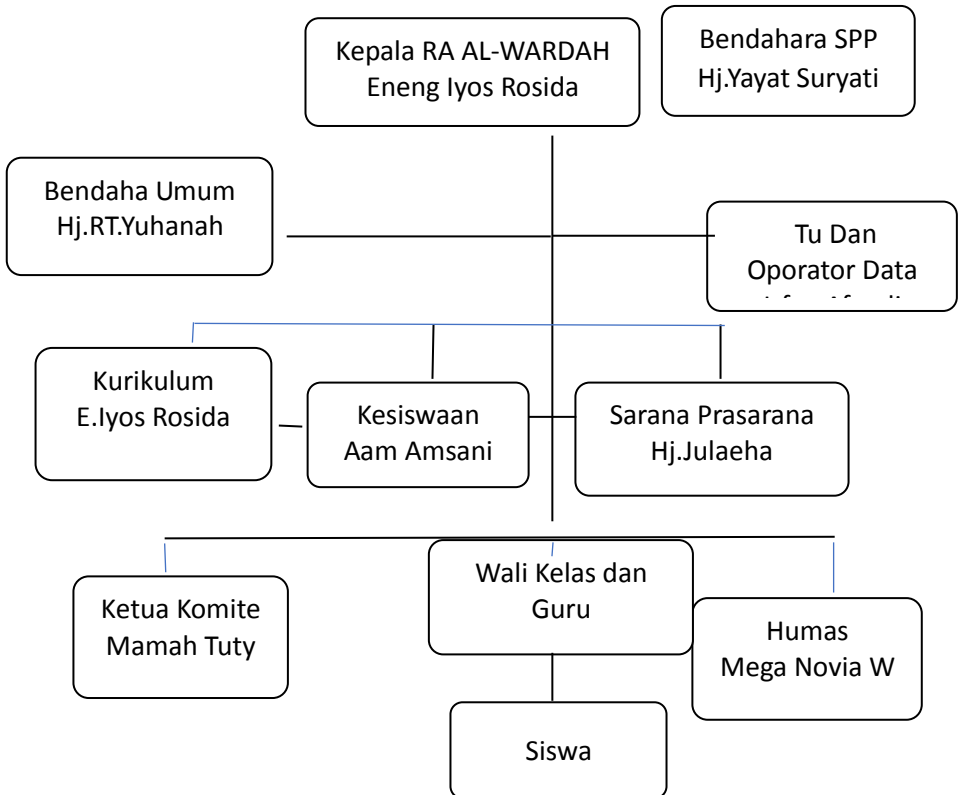 Kepala RA AL-WARDAH
Eneng Iyos Rosida
Bendahara SPP
Hj.Yayat Suryati
Bendaha Umum
Hj.RT.Yuhanah
Tu Dan
Oporator Data
Kurikulum
E.Iyos Rosida
Kesiswaan
Aam Amsani
Sarana Prasarana
Hj.Julaeha
Ketua Komite
Mamah Tuty
Wali Kelas dan
Guru
Humas
Mega Novia W
Siswa